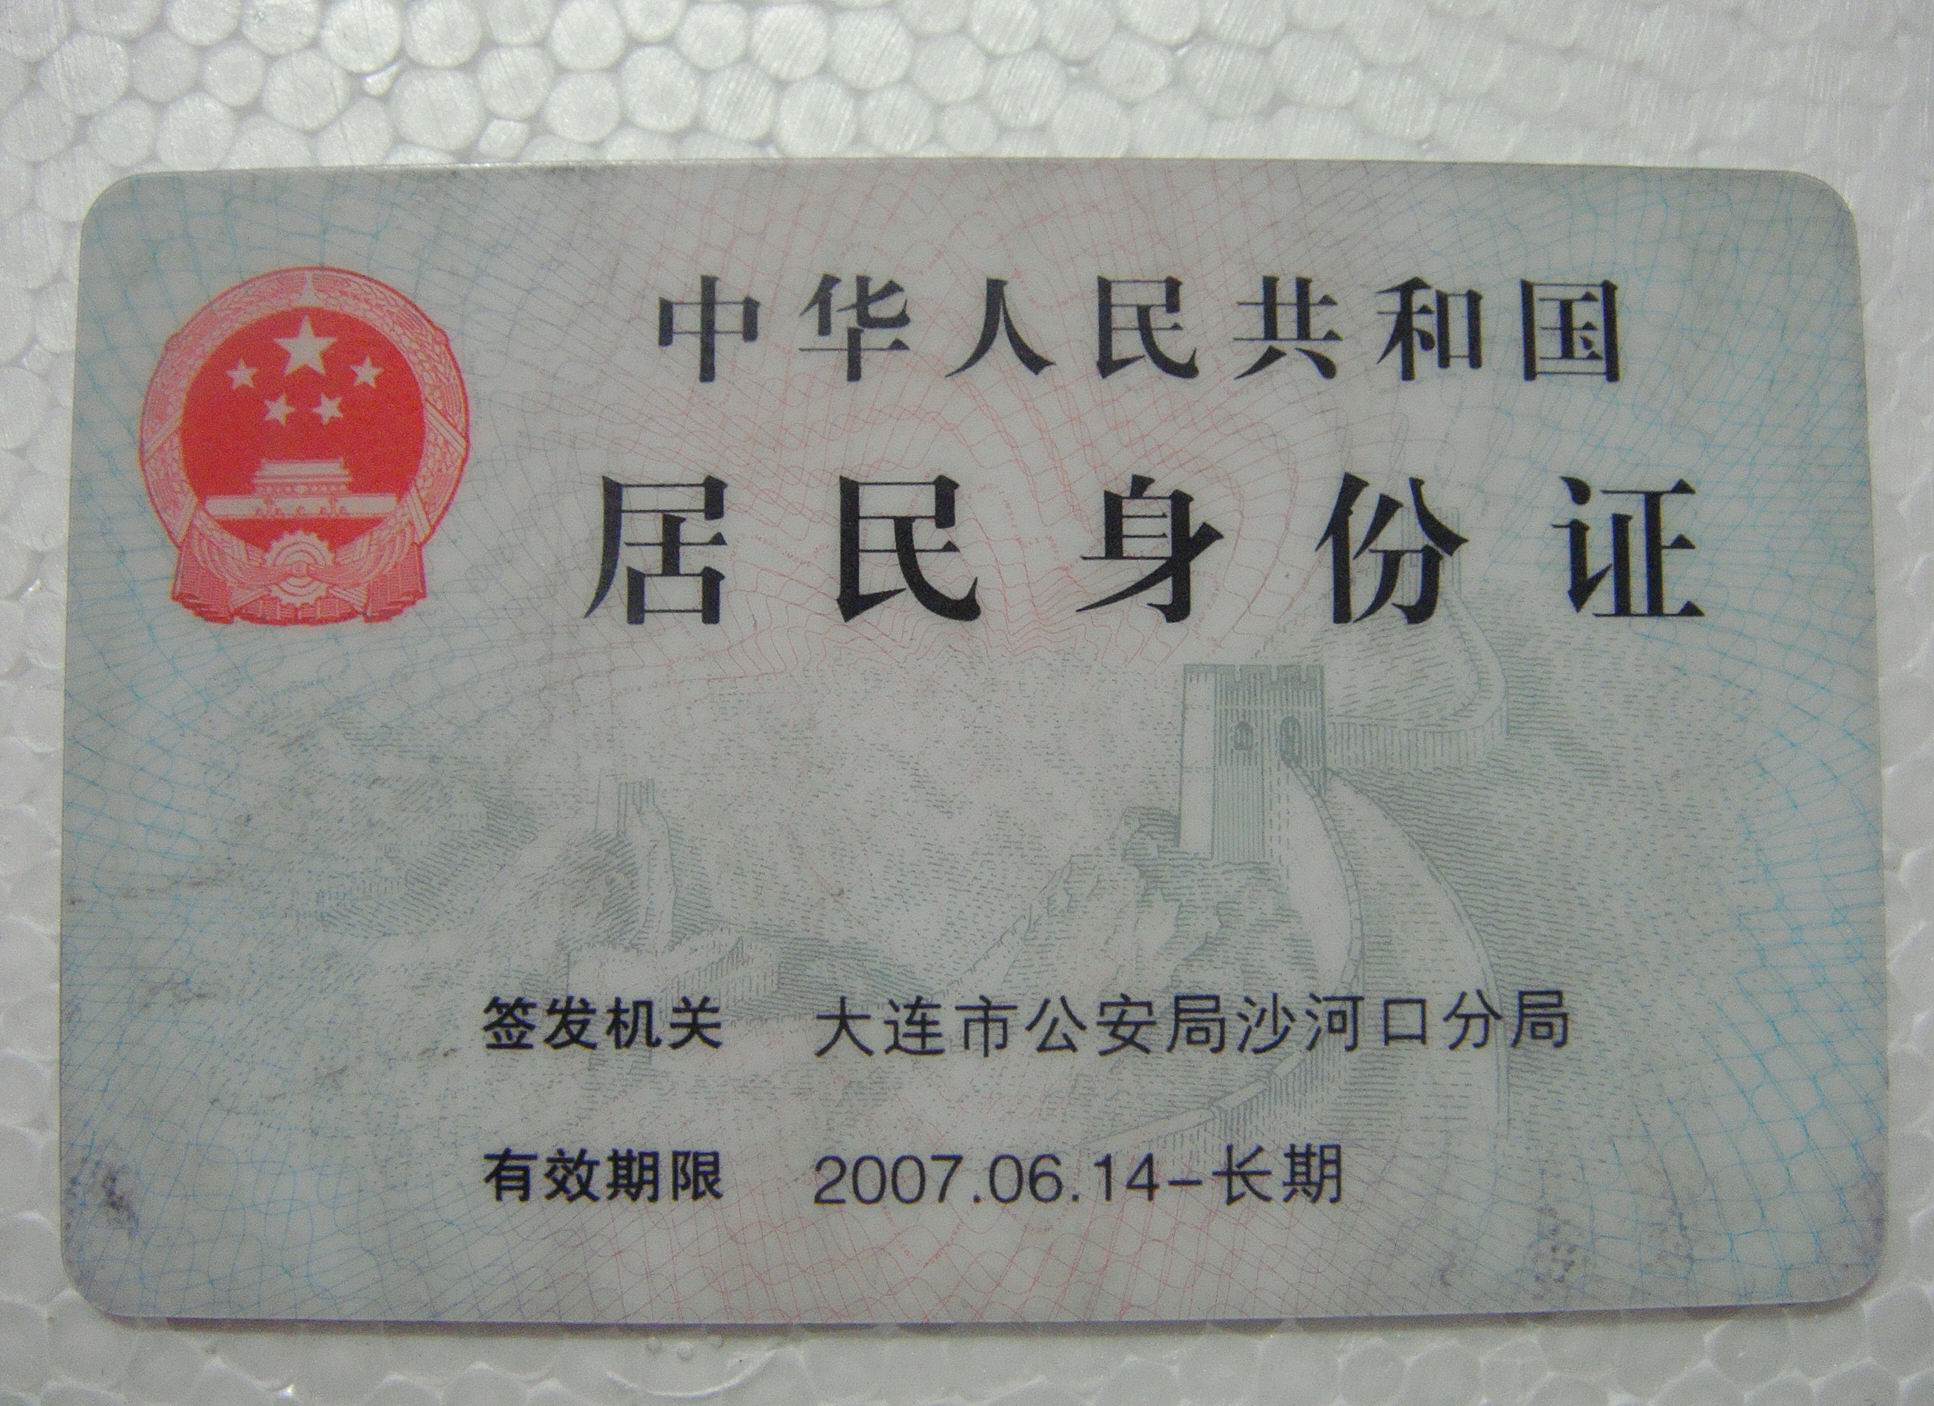 中华人民共和国
居民身份证
签发机关 大连市公安局沙河口分局
有效期限 2007.06.14-长期